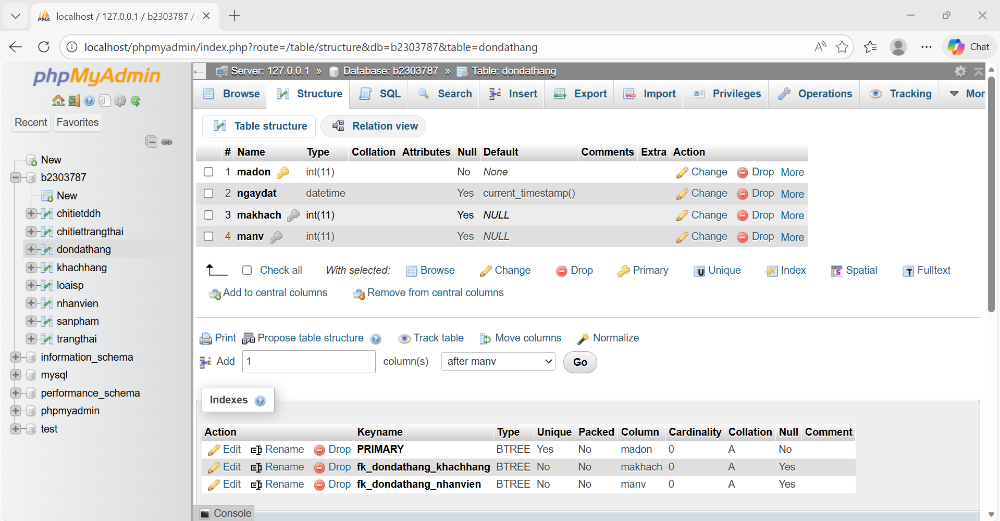 localhost / 127.0.0.1 / b2303787 /
localhost/phpmyadmin/index.php?route=/table/structure&db=b2303787&table=dondathang
Chat
phpMyAdmin
Recent Favorites
New
b2303787
New
chitietddh
chitiettrangthai
dondathang
khachhang
loaisp
nhanvien
sanpham
trangthai
information_schema
mysql
performance_schema
phpmyadmin
test
Server: 127.0.0.1 » Database: b2303787 » Table: dondathang
Browse Structure SQL Search Insert Export Import Privileges Operations Tracking Mor
Table structure Relation view
# Name Type Collation Attributes Null Default Comments Extra Action
1 madon int(11) No None Change Drop More
2 ngaydat datetime Yes current_timestamp() Change Drop More
3 makhach int(11) Yes NULL Change Drop More
4 manv int(11) Yes NULL Change Drop More
Check all With selected: Browse Change Drop Primary Unique Index Spatial Fulltext
Add to central columns Remove from central columns
Print Propose table structure Track table Move columns Normalize
Add 1 column(s) after manv Go
Indexes
Action Keyname Type Unique Packed Column Cardinality Collation Null Comment
Edit Rename Drop PRIMARY BTREE Yes No madon 0 A No
Edit Rename Drop fk_dondathang_khachhang BTREE No No makhach 0 A Yes
Edit Rename Drop fk_dondathang_nhanvien BTREE No No manv 0 A Yes
Console